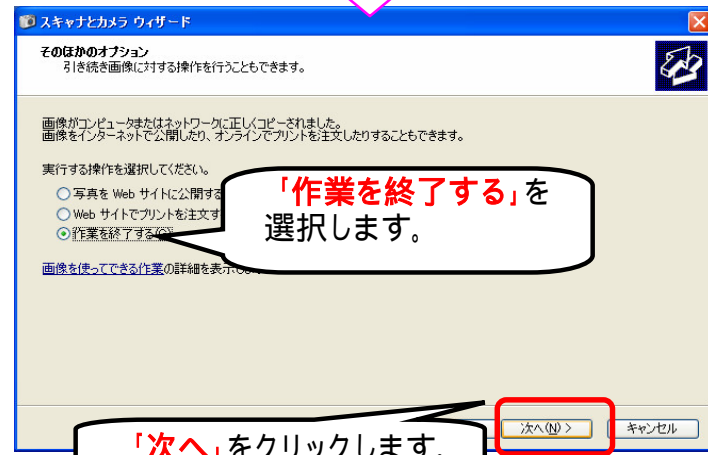 スキャナとカメラ ウィザード
そのほかのオプション
引き続き画像に対する操作を行うこともできます。
画像がコンピュータまたはネットワークに正しくコピーされました。
画像をインターネットで公開したり、オンラインでプリントを注文したりすることもできます。
実行する操作を選択してください。
写真を Web サイトに公開する
Web サイトでプリントを注文す
作業を終了する
「作業を終了する」を
選択します。
画像を使ってできる作業の詳細を表示し
次へ(N) >
キャンセル
「次へ」をクリックします。